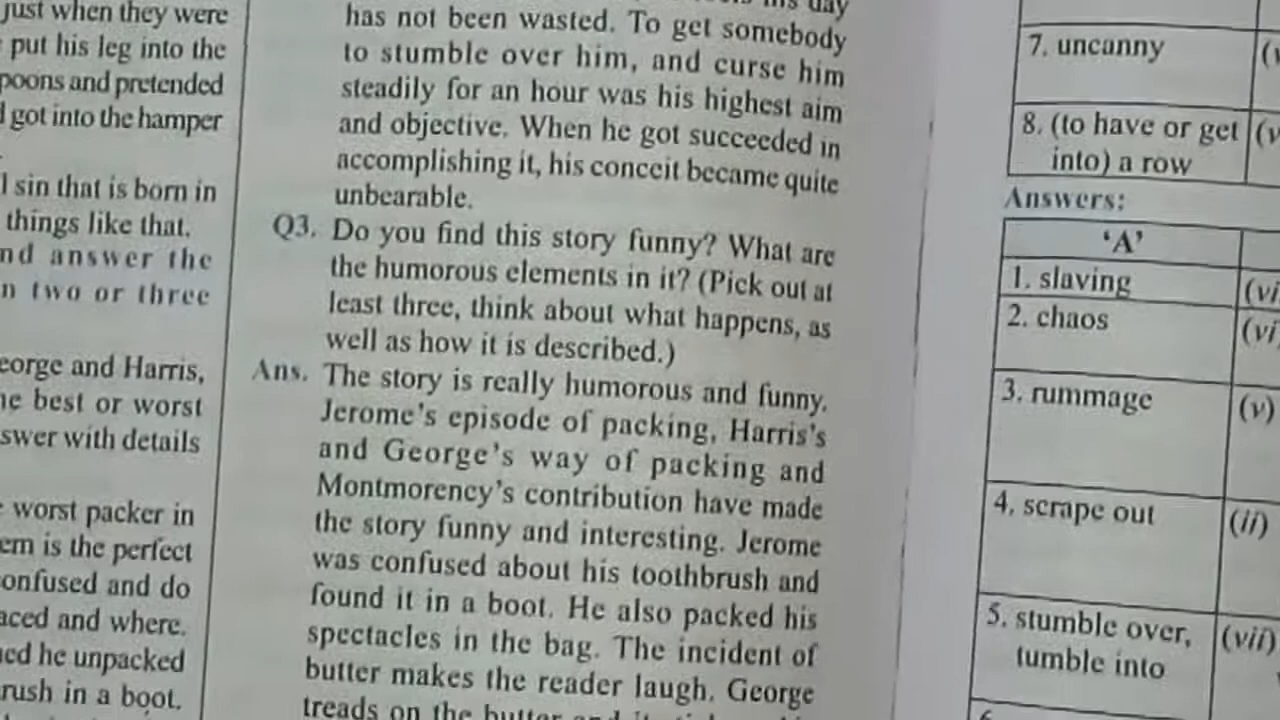 just when they were
put his leg into the
poons and pretended
got into the hamper
sin that is born in
things like that.
nd answer the
n two or three
eorge and Harris,
he best or worst
swer with details
worst packer in
em is the perfect
onfused and do
aced and where.
he unpacked
rush in a boot.
day
has not been wasted. To get somebody
to stumble over him, and curse him
steadily for an hour was his highest aim
and objective. When he got succeeded in
accomplishing it, his conceit became quite
unbearable.
Q3. Do you find this story funny? What are
the humorous elements in it? (Pick out at
least three, think about what happens, as
well as how it is described.)
Ans. The story is really humorous and funny.
Jerome's episode of packing, Harris's
and George's way of packing and
Montmorency's contribution have made
the story funny and interesting. Jerome
was confused about his toothbrush and
found it in a boot. He also packed his
spectacles in the bag. The incident of
butter makes the reader laugh. George
treads on the butter and
7. uncanny
8. (to have or get
into) a row
Answers:
'A'
1. slaving (vi
2. chaos (vi
3. rummage (v)
4. scrape out (ii)
5. stumble over, (vii)
tumble into